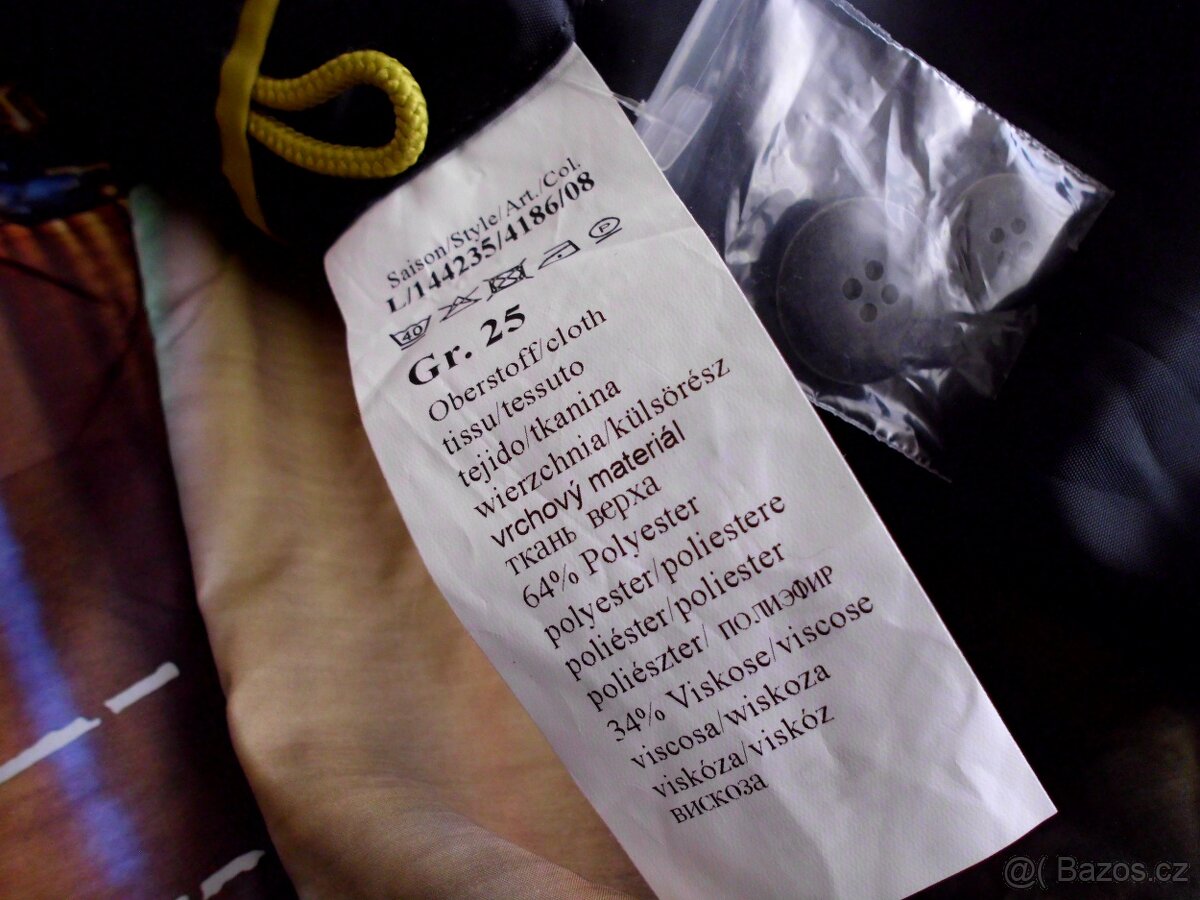 Saison/Style/Art./Col.
L/144235/4186/08
40 P
Gr. 25
Oberstoff/cloth
tissu/tessuto
tejido/tkanina
wierzchnia/külsörész
vrchový materiál
ткань верха
64% Polyester
polyester/poliestere
poliéster/poliester
poliészter/ полиэфир
34% Viskose/viscose
viscosa/wiskoza
viskóza/viskóz
вискоза
@( Bazos.cz